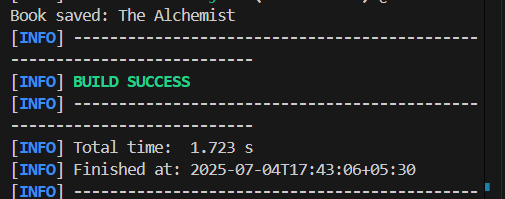 Book saved: The Alchemist
[INFO] -----------------------------------------------
----------------------------
[INFO] BUILD SUCCESS
[INFO] -----------------------------------------------
----------------------------
[INFO] Total time:  1.723 s
[INFO] Finished at: 2025-07-04T17:43:06+05:30
[INFO] -----------------------------------------------